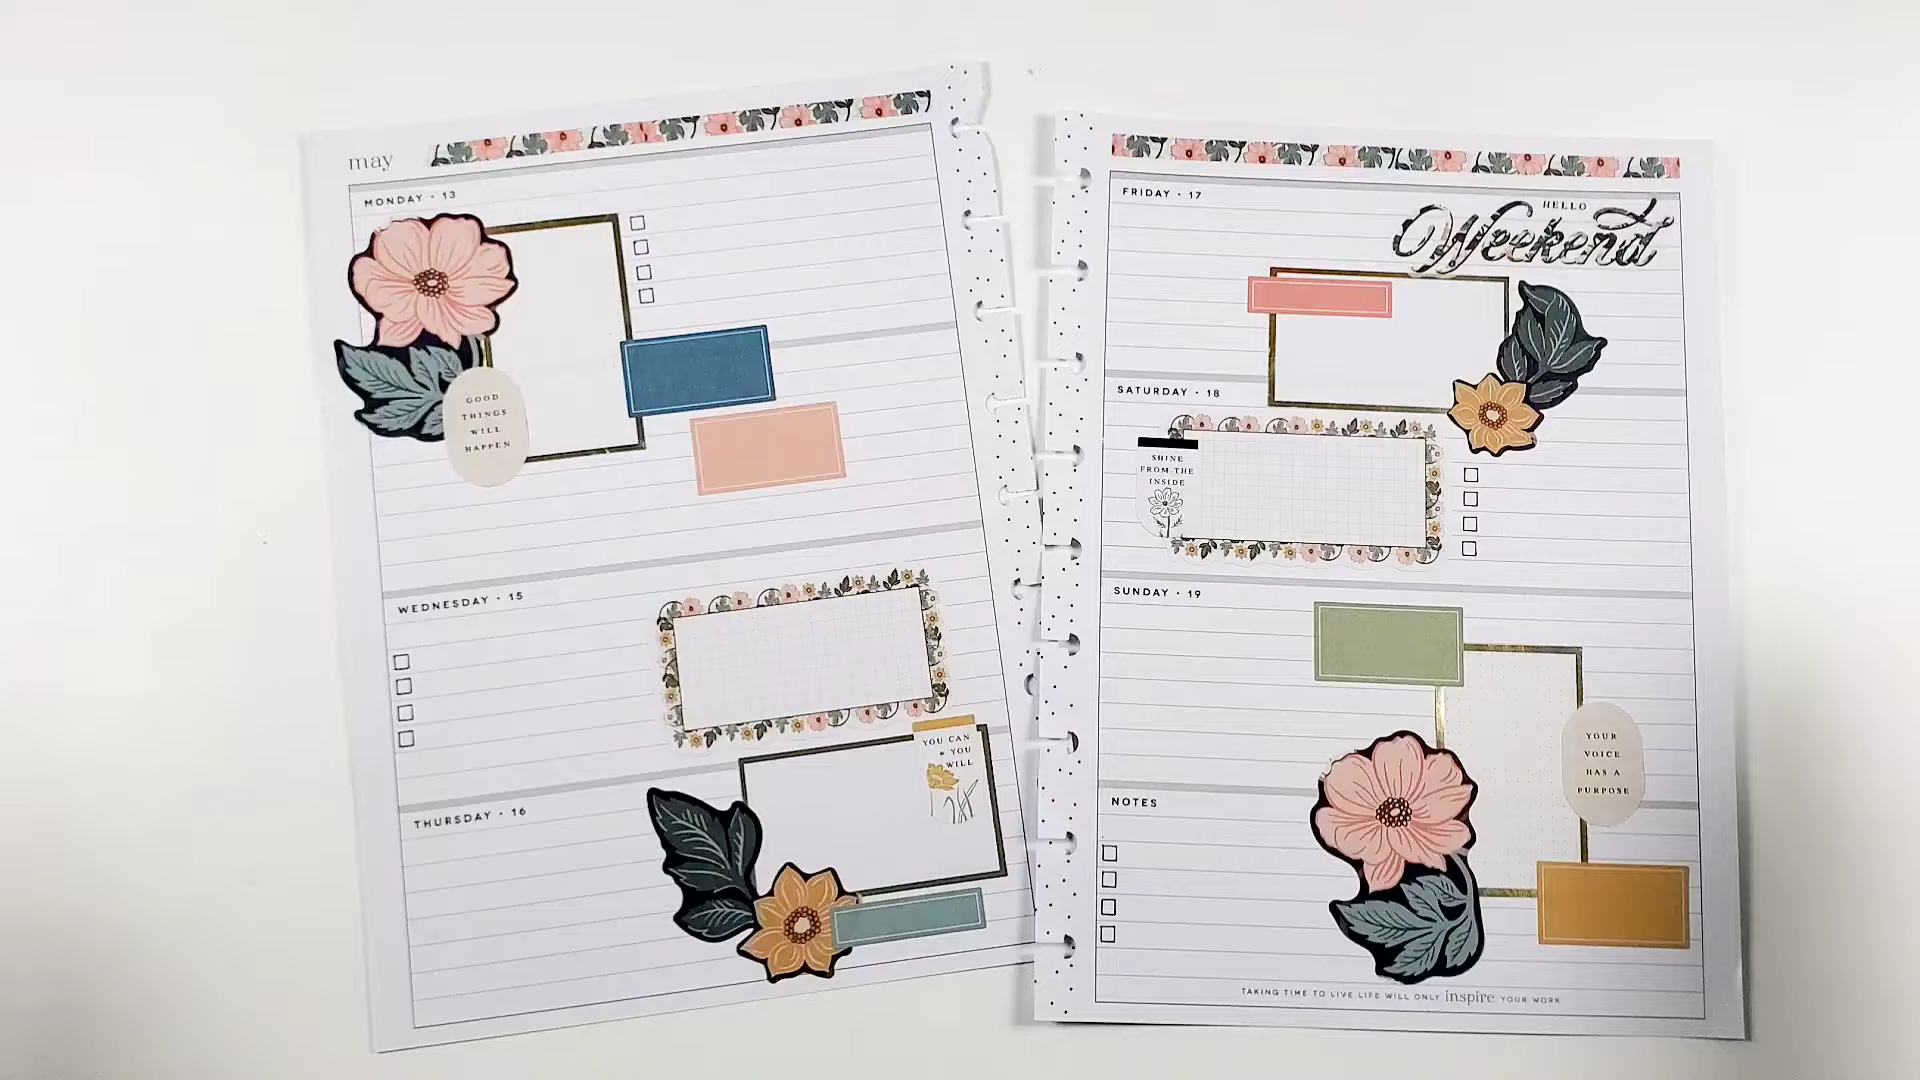 may
MONDAY · 13
GOOD
THINGS
WILL
HAPPEN
WEDNESDAY · 15
YOU CAN
& YOU
WILL
THURSDAY · 16
FRIDAY · 17
HELLO
Weekend
SATURDAY · 18
SHINE
FROM THE
INSIDE
SUNDAY · 19
YOUR
VOICE
HAS A
PURPOSE
NOTES
TAKING TIME TO LIVE LIFE WILL ONLY inspire YOUR WORK